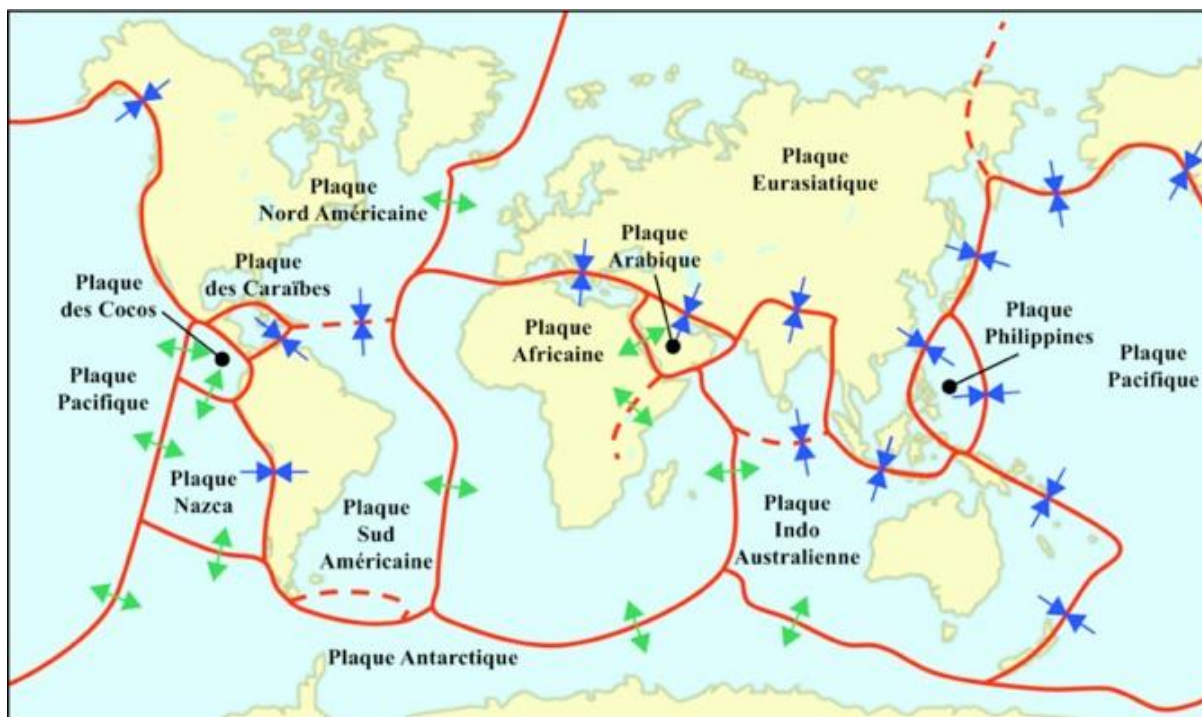 Plaque
Nord Américaine
Plaque
Eurasiatique
Plaque
Arabique
Plaque
des Caraïbes
Plaque
des Cocos
Plaque
Philippines
Plaque
Africaine
Plaque
Pacifique
Plaque
Pacifique
Plaque
Nazca
Plaque
Sud
Américaine
Plaque
Indo
Australienne
Plaque Antarctique